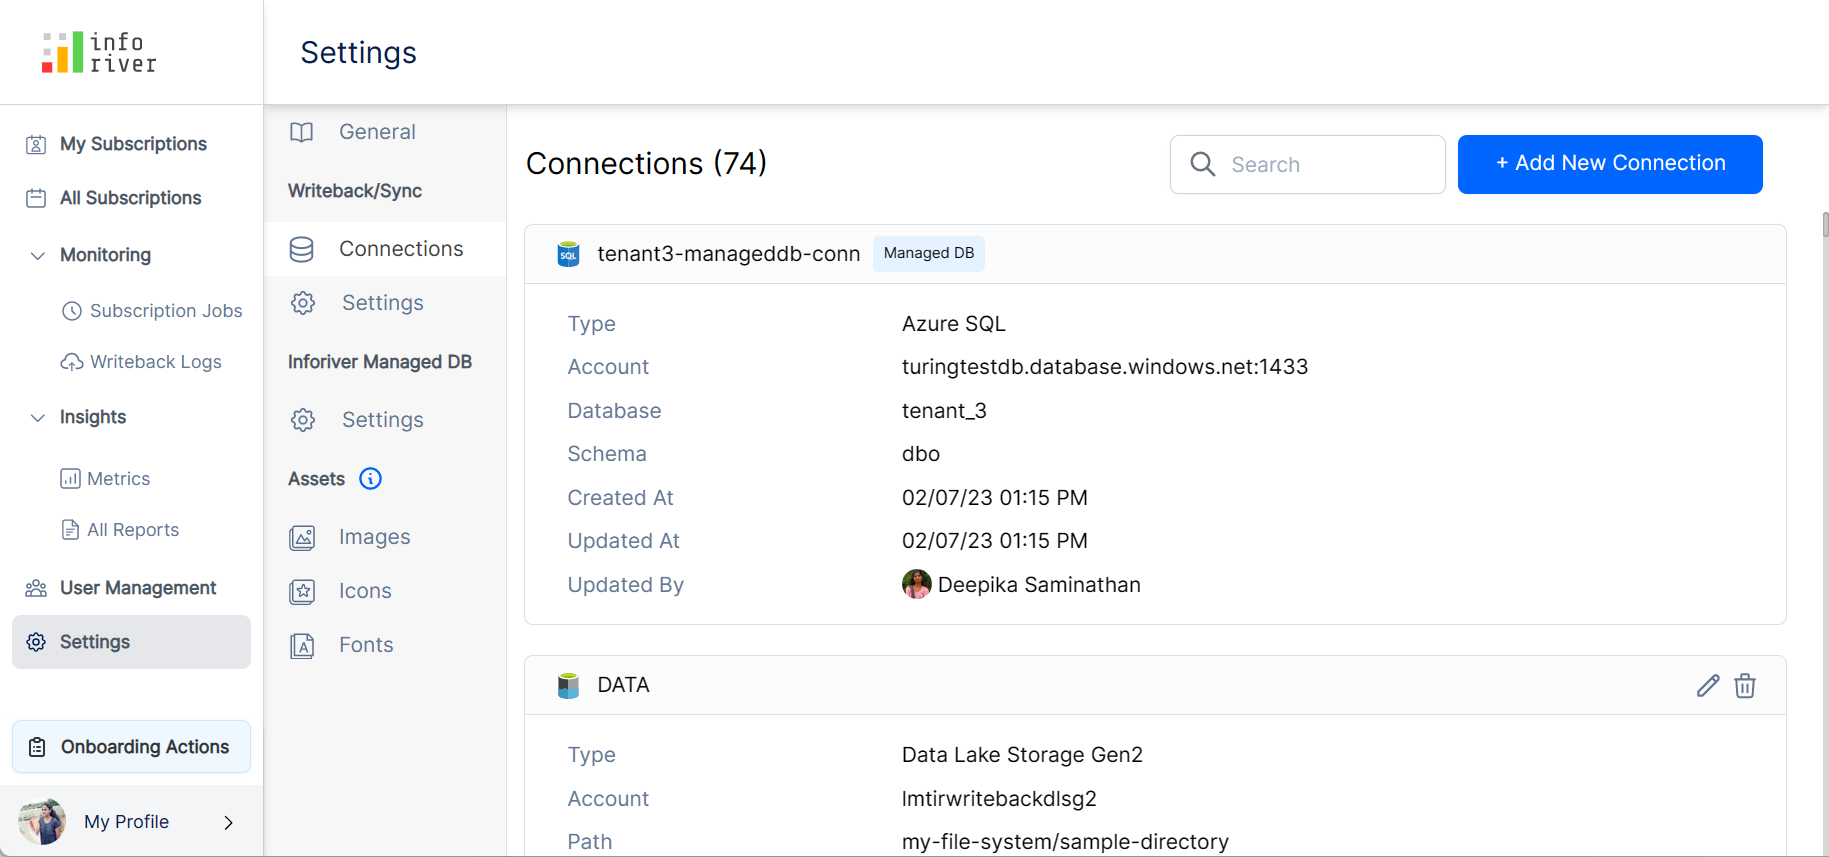 info
river
Settings
My Subscriptions
All Subscriptions
Monitoring
Subscription Jobs
Writeback Logs
Insights
Metrics
All Reports
User Management
Settings
Onboarding Actions
My Profile
General
Writeback/Sync
Connections
Settings
Inforiver Managed DB
Settings
Assets
Images
Icons
Fonts
Connections (74)
Search
+ Add New Connection
SQL tenant3-manageddb-conn Managed DB
Type Azure SQL
Account turingtestdb.database.windows.net:1433
Database tenant_3
Schema dbo
Created At 02/07/23 01:15 PM
Updated At 02/07/23 01:15 PM
Updated By Deepika Saminathan
DATA
Type Data Lake Storage Gen2
Account lmtirwritebackdlsg2
Path my-file-system/sample-directory